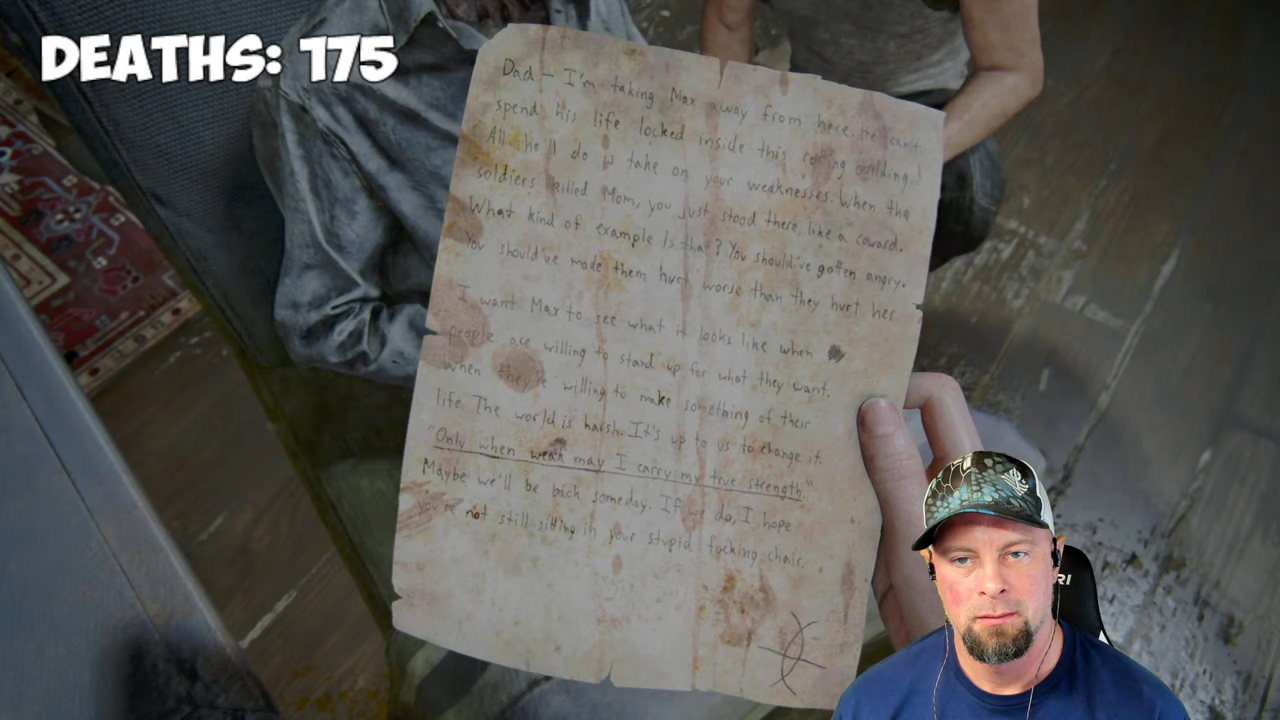 DEATHS: 175
Dad - I'm taking Max away from here. He can't
spend his life locked inside this rotting building.
All he'll do is take on your weaknesses. When the
soldiers killed Mom, you just stood there, like a coward.
What kind of example is that? You should've gotten angry.
You should've made them hurt worse than they hurt her.
I want Max to see what it looks like when
people are willing to stand up for what they want.
When they're willing to make something of their
life. The world is harsh. It's up to us to change it.
"Only when weak may I carry my true strength."
Maybe we'll be back someday. If we do, I hope
you're not still sitting in your stupid fucking chair.
RI